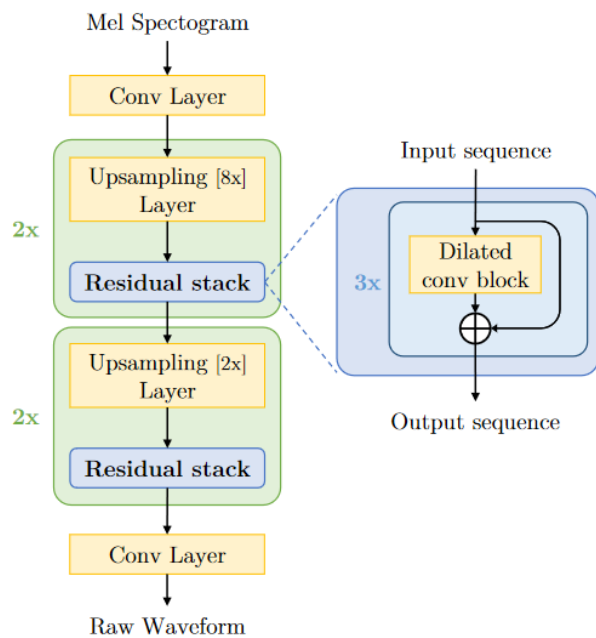 Mel Spectogram
Conv Layer
2x
Upsampling [8x]
Layer
Residual stack
2x
Upsampling [2x]
Layer
Residual stack
Conv Layer
Raw Waveform
Input sequence
3x
Dilated
conv block
Output sequence